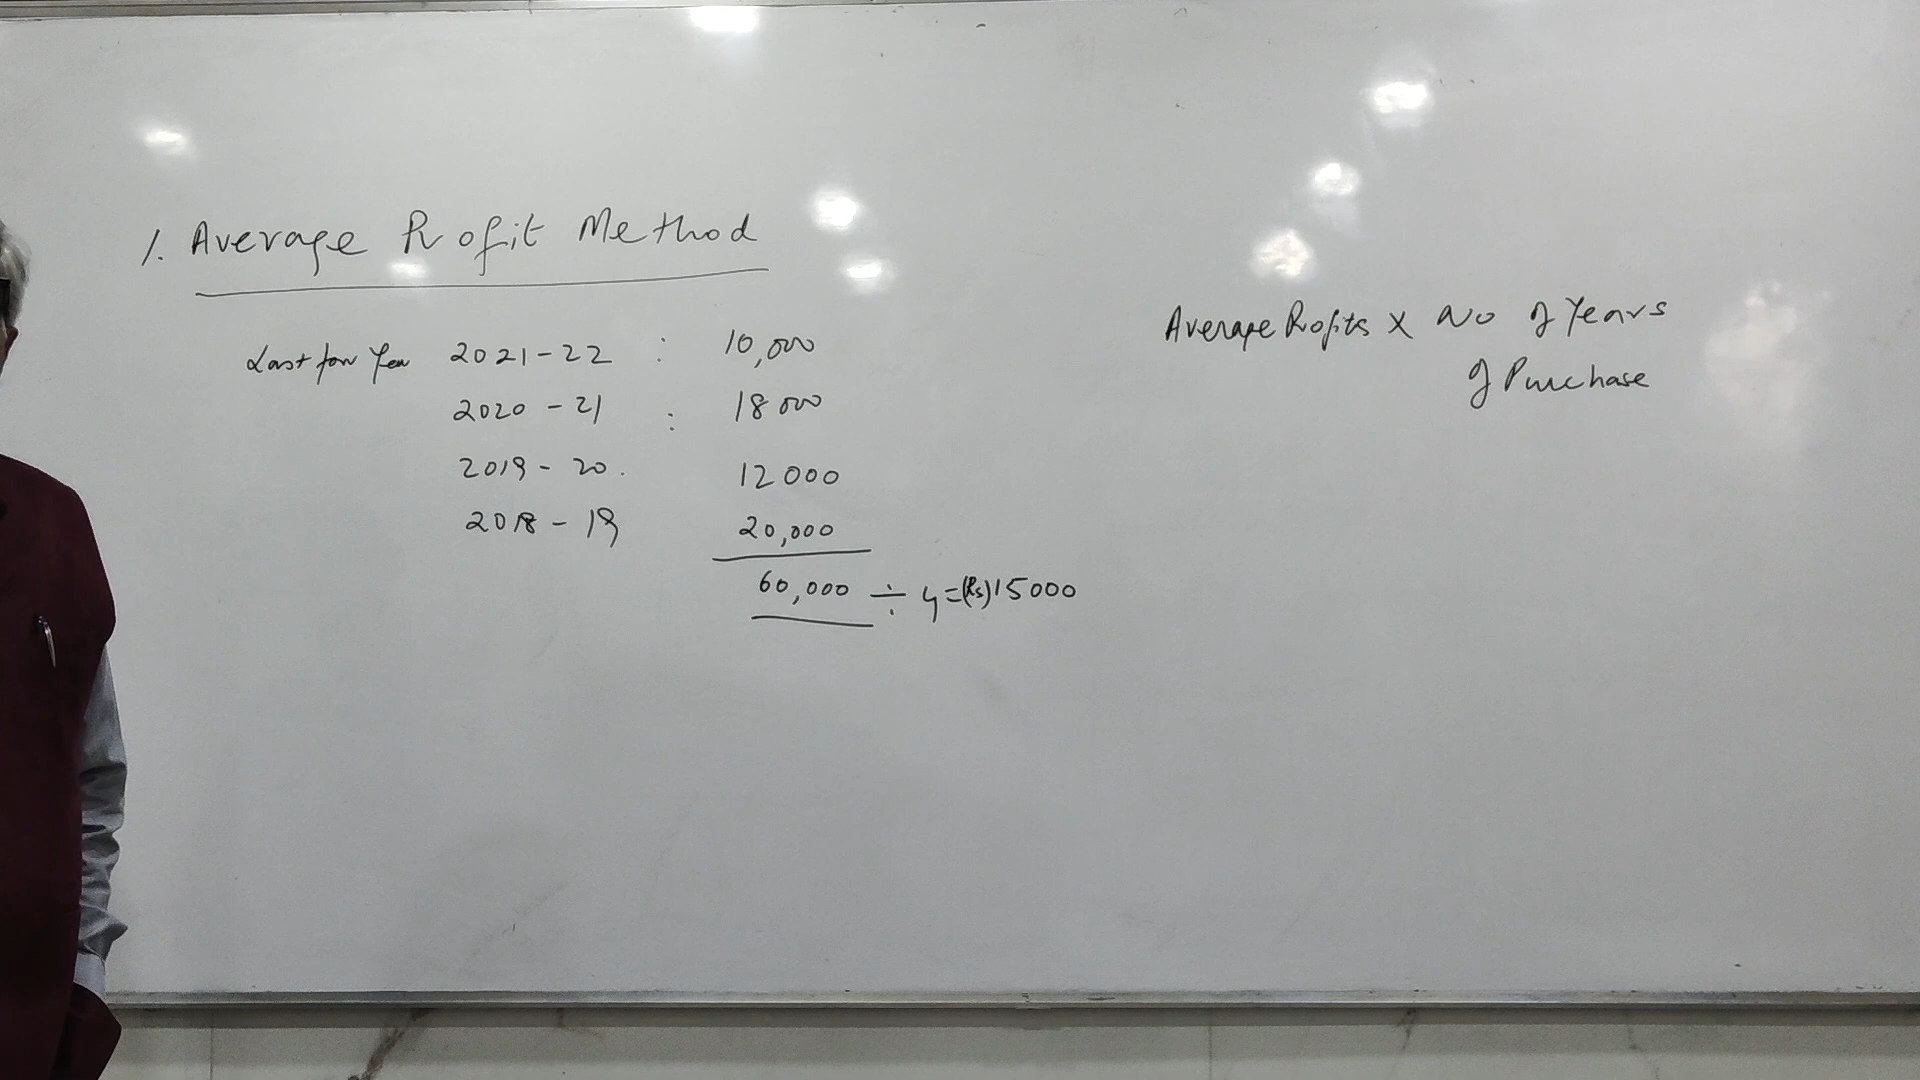 1. Average Profit Method
Last four Year 2021-22 : 10,000
2020-21 : 18000
2019-20. 12000
2018-19 20,000
60,000 ÷ 4=(Rs)15000
Average Profits X No of Years
of Purchase